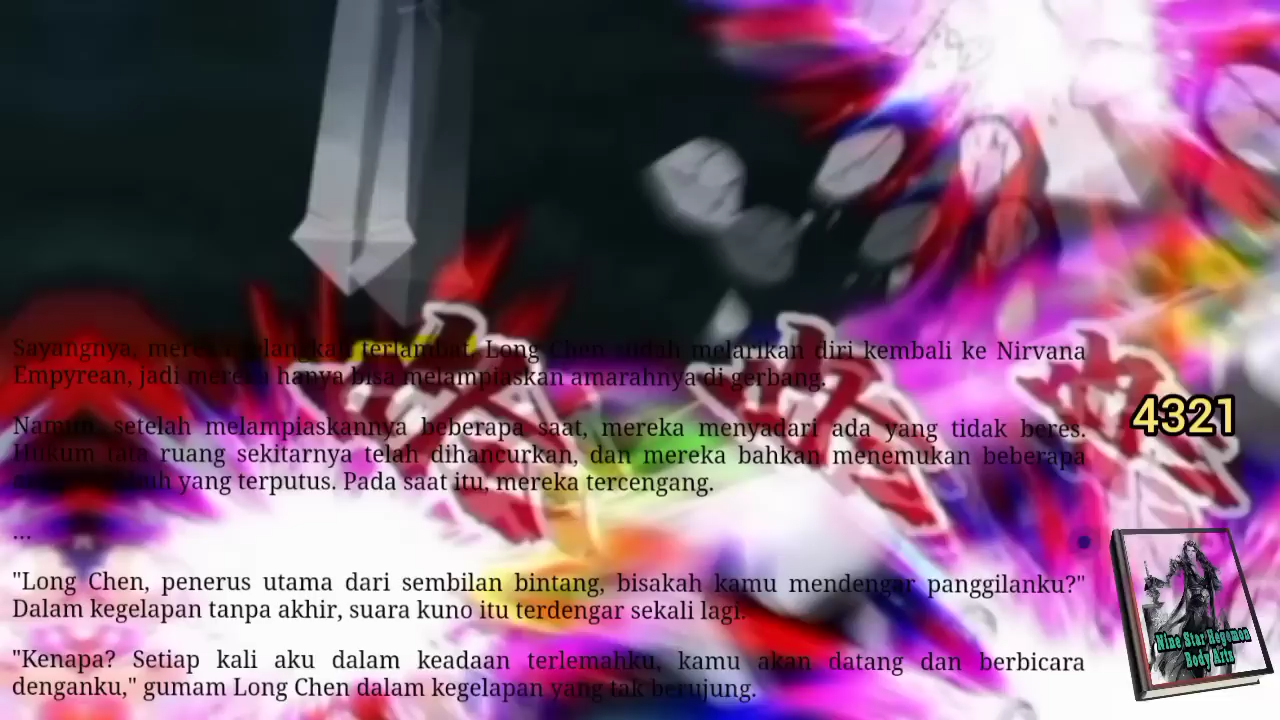 Sayangnya, mereka melangkah terlambat. Long Chen sudah melarikan diri kembali ke Nirvana
Empyrean, jadi mereka hanya bisa melampiaskan amarahnya di gerbang.
Namun, setelah melampiaskannya beberapa saat, mereka menyadari ada yang tidak beres.
Hukum tata ruang sekitarnya telah dihancurkan, dan mereka bahkan menemukan beberapa
yang terputus. Pada saat itu, mereka tercengang.
...
"Long Chen, penerus utama dari sembilan bintang, bisakah kamu mendengar panggilanku?"
Dalam kegelapan tanpa akhir, suara kuno itu terdengar sekali lagi.
"Kenapa? Setiap kali aku dalam keadaan terlemahku, kamu akan datang dan berbicara
denganku," gumam Long Chen dalam kegelapan yang tak berujung.
4321
Nine Star Hegemon
Body Arts